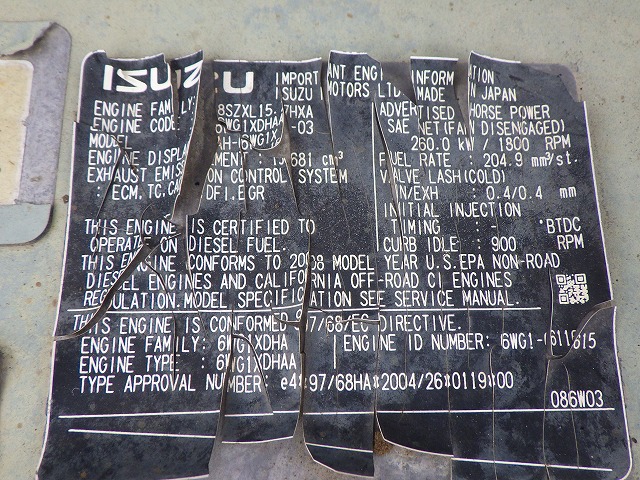 ISUZU IMPORTANT ENGINE INFORMATION
ISUZU MOTORS LTD. MADE IN JAPAN
ENGINE FAMILY: 8SZXL15. HXA
ENGINE CODE 6WG1XDHA -03
MODEL AH-6WG1X
ENGINE DISPLACEMENT : 15681 cm³
EXHAUST EMISSION CONTROL SYSTEM
: ECM,TC,CAC,DFI,EGR
ADVERTISED HORSE POWER
SAE NET(FAN DISENGAGED)
260.0 kW / 1800 RPM
FUEL RATE : 204.9 mm³/st.
VALVE LASH(COLD)
IN/EXH : 0.4/0.4 mm
INITIAL INJECTION
TIMING : - °BTDC
CURB IDLE : 900 RPM
THIS ENGINE IS CERTIFIED TO
OPERATE ON DIESEL FUEL.
THIS ENGINE CONFORMS TO 2008 MODEL YEAR U.S.EPA NON-ROAD
DIESEL ENGINES AND CALIFORNIA OFF-ROAD CI ENGINES
REGULATION. MODEL SPECIFICATION SEE SERVICE MANUAL.
THIS ENGINE IS CONFORMED 97/68/EC DIRECTIVE.
ENGINE FAMILY: 6WG1XDHA
ENGINE ID NUMBER: 6WG1- 611615
ENGINE TYPE : 6WG1XDHAA
TYPE APPROVAL NUMBER: e4*97/68HA*2004/26*0119*00
086W03